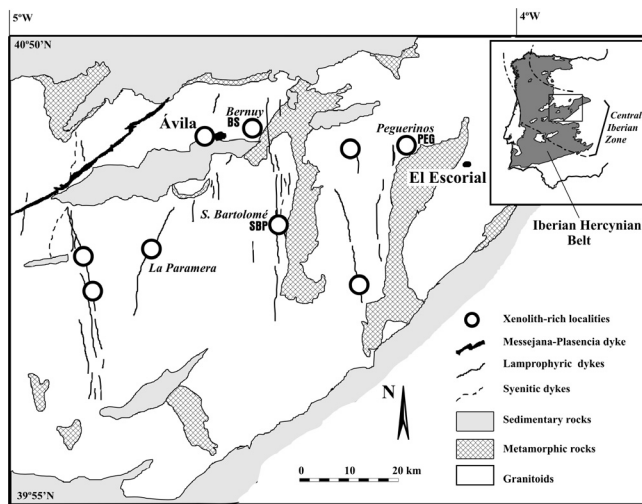 5ºW
4ºW
40º50'N
Bernuy
BS
Ávila
Peguerinos
PEG
El Escorial
S. Bartolomé
SBP
La Paramera
Central
Iberian
Zone
Iberian Hercynian
Belt
Xenolith-rich localities
Messejana-Plasencia dyke
Lamprophyric dykes
Syenitic dykes
Sedimentary rocks
Metamorphic rocks
Granitoids
N
0 10 20 km
39º55'N